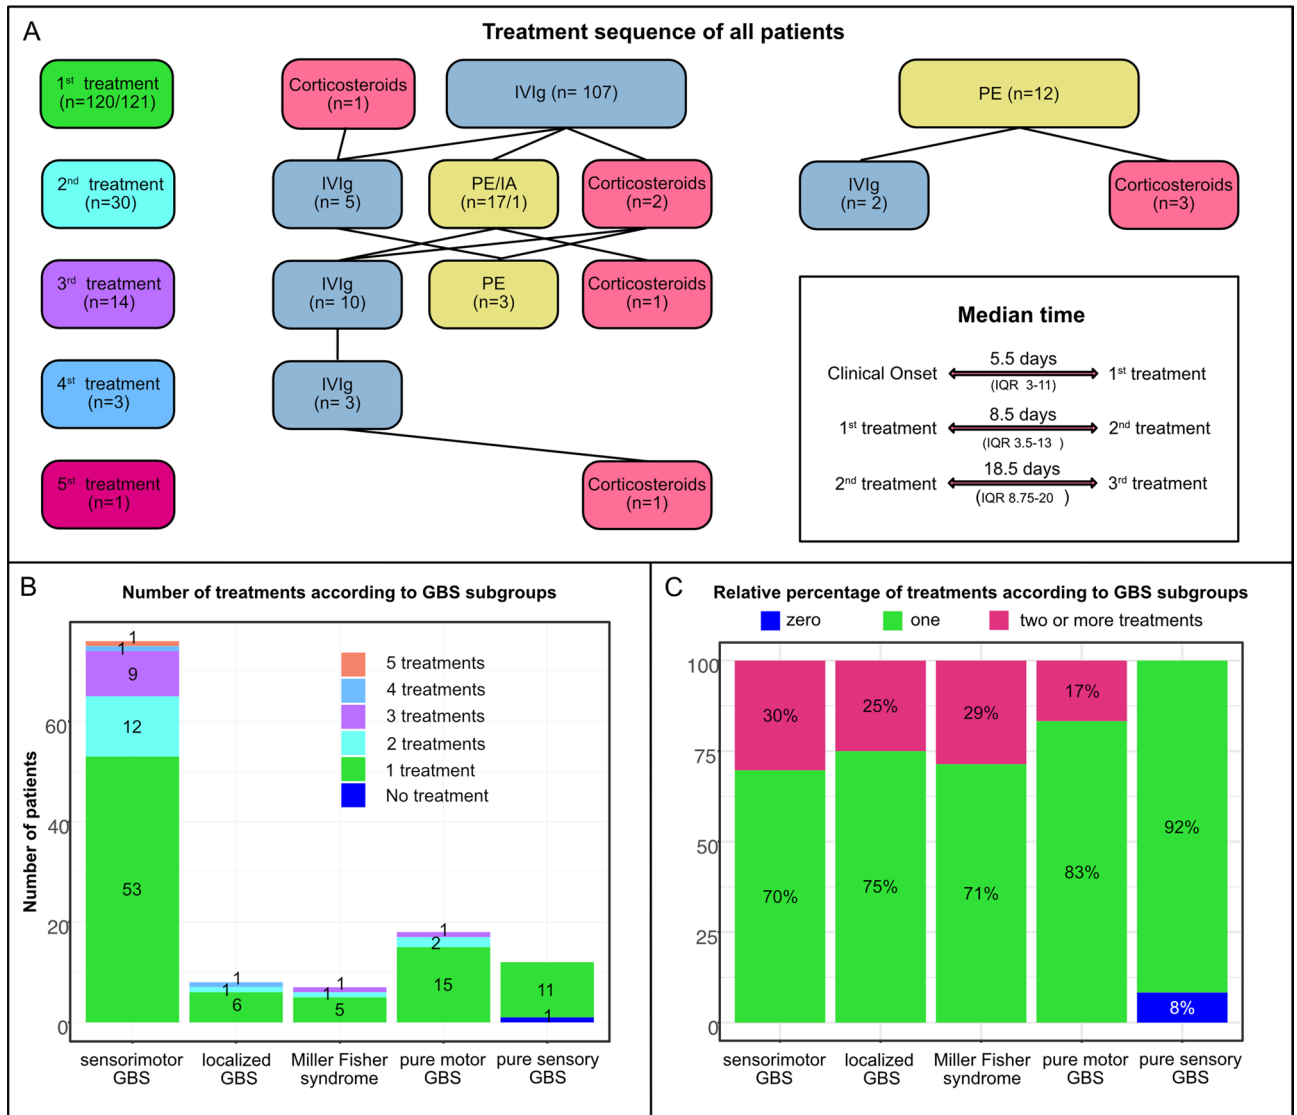 A
Treatment sequence of all patients
1st treatment
(n=120/121)
Corticosteroids
(n=1)
IVIg (n= 107)
PE (n=12)
2nd treatment
(n=30)
IVIg
(n= 5)
PE/IA
(n=17/1)
Corticosteroids
(n=2)
IVIg
(n= 2)
Corticosteroids
(n=3)
3rd treatment
(n=14)
IVIg
(n= 10)
PE
(n=3)
Corticosteroids
(n=1)
4st treatment
(n=3)
IVIg
(n= 3)
5st treatment
(n=1)
Corticosteroids
(n=1)
Median time
Clinical Onset
5.5 days
(IQR 3-11)
1st treatment
1st treatment
8.5 days
(IQR 3.5-13 )
2nd treatment
2nd treatment
18.5 days
(IQR 8.75-20 )
3rd treatment
B
Number of treatments according to GBS subgroups
Number of patients
60
40
20
0
5 treatments
4 treatments
3 treatments
2 treatments
1 treatment
No treatment
1
1
9
12
53
1
1
6
1
1
5
1
2
15
11
1
sensorimotor
GBS
localized
GBS
Miller Fisher
syndrome
pure motor
GBS
pure sensory
GBS
C
Relative percentage of treatments according to GBS subgroups
zero
one
two or more treatments
100
75
50
25
0
30%
70%
25%
75%
29%
71%
17%
83%
92%
8%
sensorimotor
GBS
localized
GBS
Miller Fisher
syndrome
pure motor
GBS
pure sensory
GBS